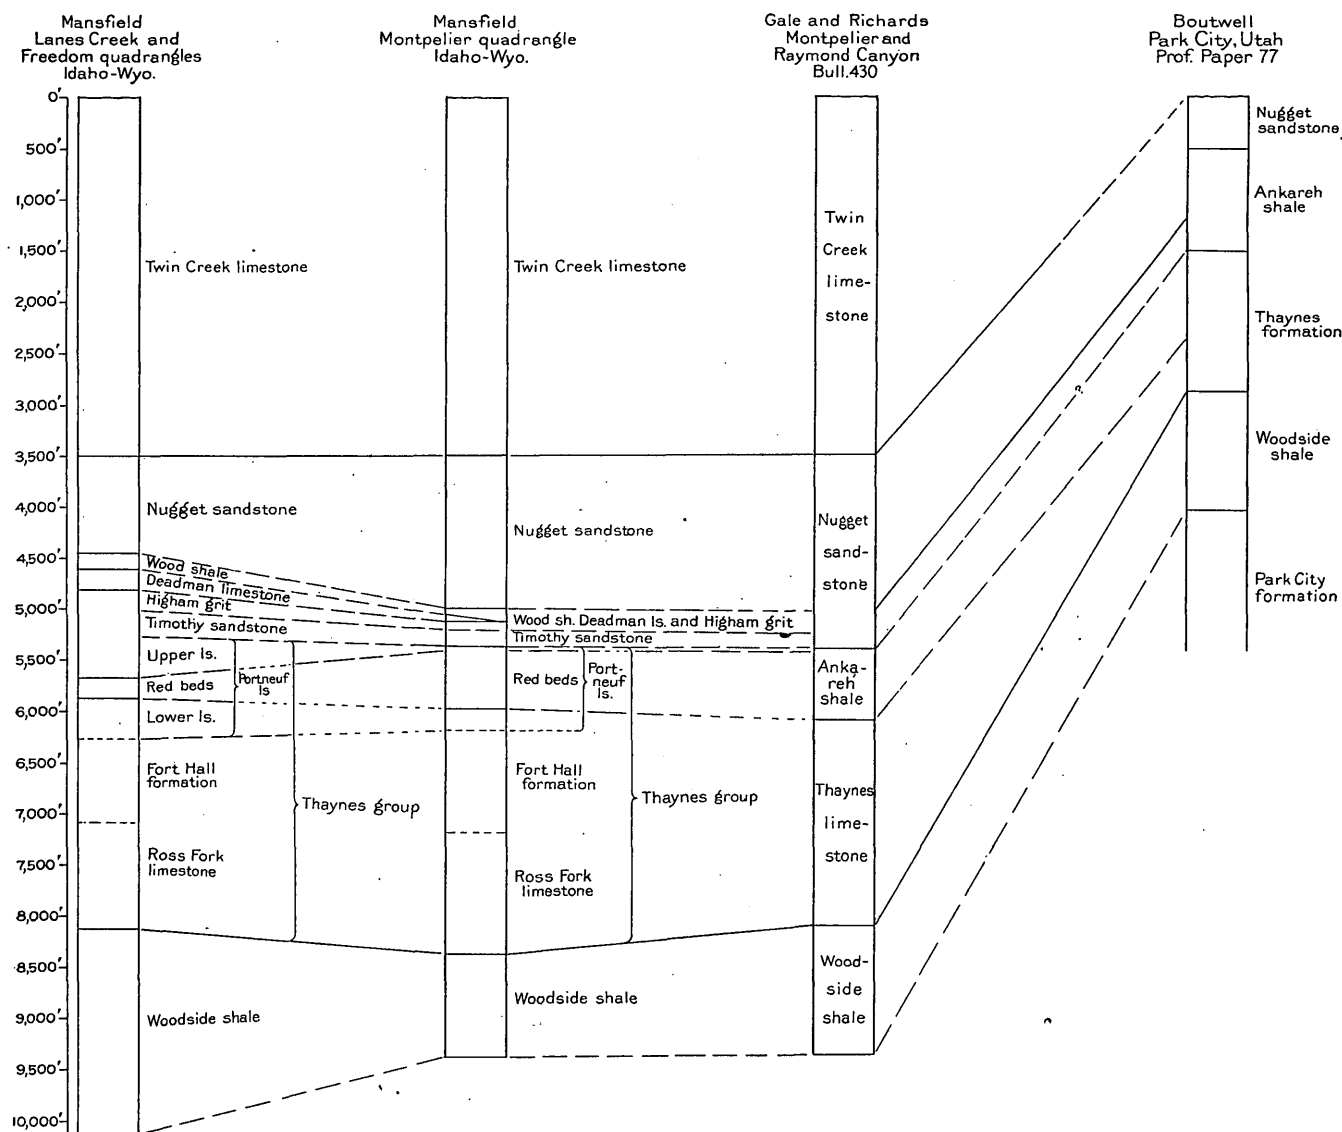 Mansfield
Lanes Creek and
Freedom quadrangles
Idaho-Wyo.
Mansfield
Montpelier quadrangle
Idaho-Wyo.
Gale and Richards
Montpelier and
Raymond Canyon
Bull.430
Boutwell
Park City, Utah
Prof. Paper 77
0'
500'
1,000'
1,500'
2,000'
2,500'
3,000'
3,500'
4,000'
4,500'
5,000'
5,500'
6,000'
6,500'
7,000'
7,500'
8,000'
8,500'
9,000'
9,500'
10,000'
Twin Creek limestone
Nugget sandstone
Wood shale
Deadman limestone
Higham grit
Timothy sandstone
Upper ls.
Red beds
Lower ls.
Portneuf
ls
Fort Hall
formation
Ross Fork
limestone
Thaynes group
Woodside shale
Twin Creek limestone
Nugget sandstone
Wood sh. Deadman ls. and Higham grit
Timothy sandstone
Red beds
Port-
neuf
ls.
Fort Hall
formation
Ross Fork
limestone
Thaynes group
Woodside shale
Twin
Creek
lime-
stone
Nugget
sand-
stone
Anka-
reh
shale
Thaynes
lime-
stone
Wood-
side
shale
?
Nugget
sandstone
Ankareh
shale
Thaynes
formation
Woodside
shale
Park City
formation